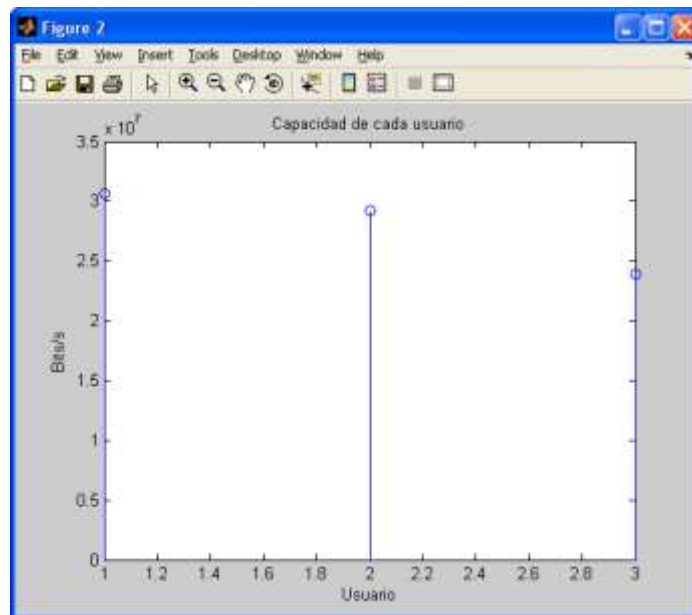 Figure 2
File Edit View Insert Tools Desktop Window Help
Capacidad de cada usuario
x 10^7
3.5
3
2.5
2
1.5
1
0.5
0
Bits/s
1 1.2 1.4 1.6 1.8 2 2.2 2.4 2.6 2.8 3
Usuario